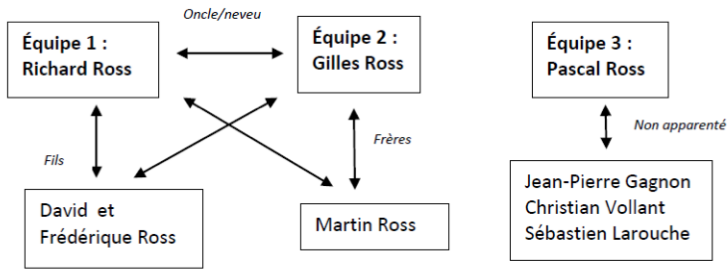 Oncle/neveu
Équipe 1 :
Richard Ross
Équipe 2 :
Gilles Ross
Équipe 3 :
Pascal Ross
Fils
Frères
Non apparenté
David et
Frédérique Ross
Martin Ross
Jean-Pierre Gagnon
Christian Vollant
Sébastien Larouche